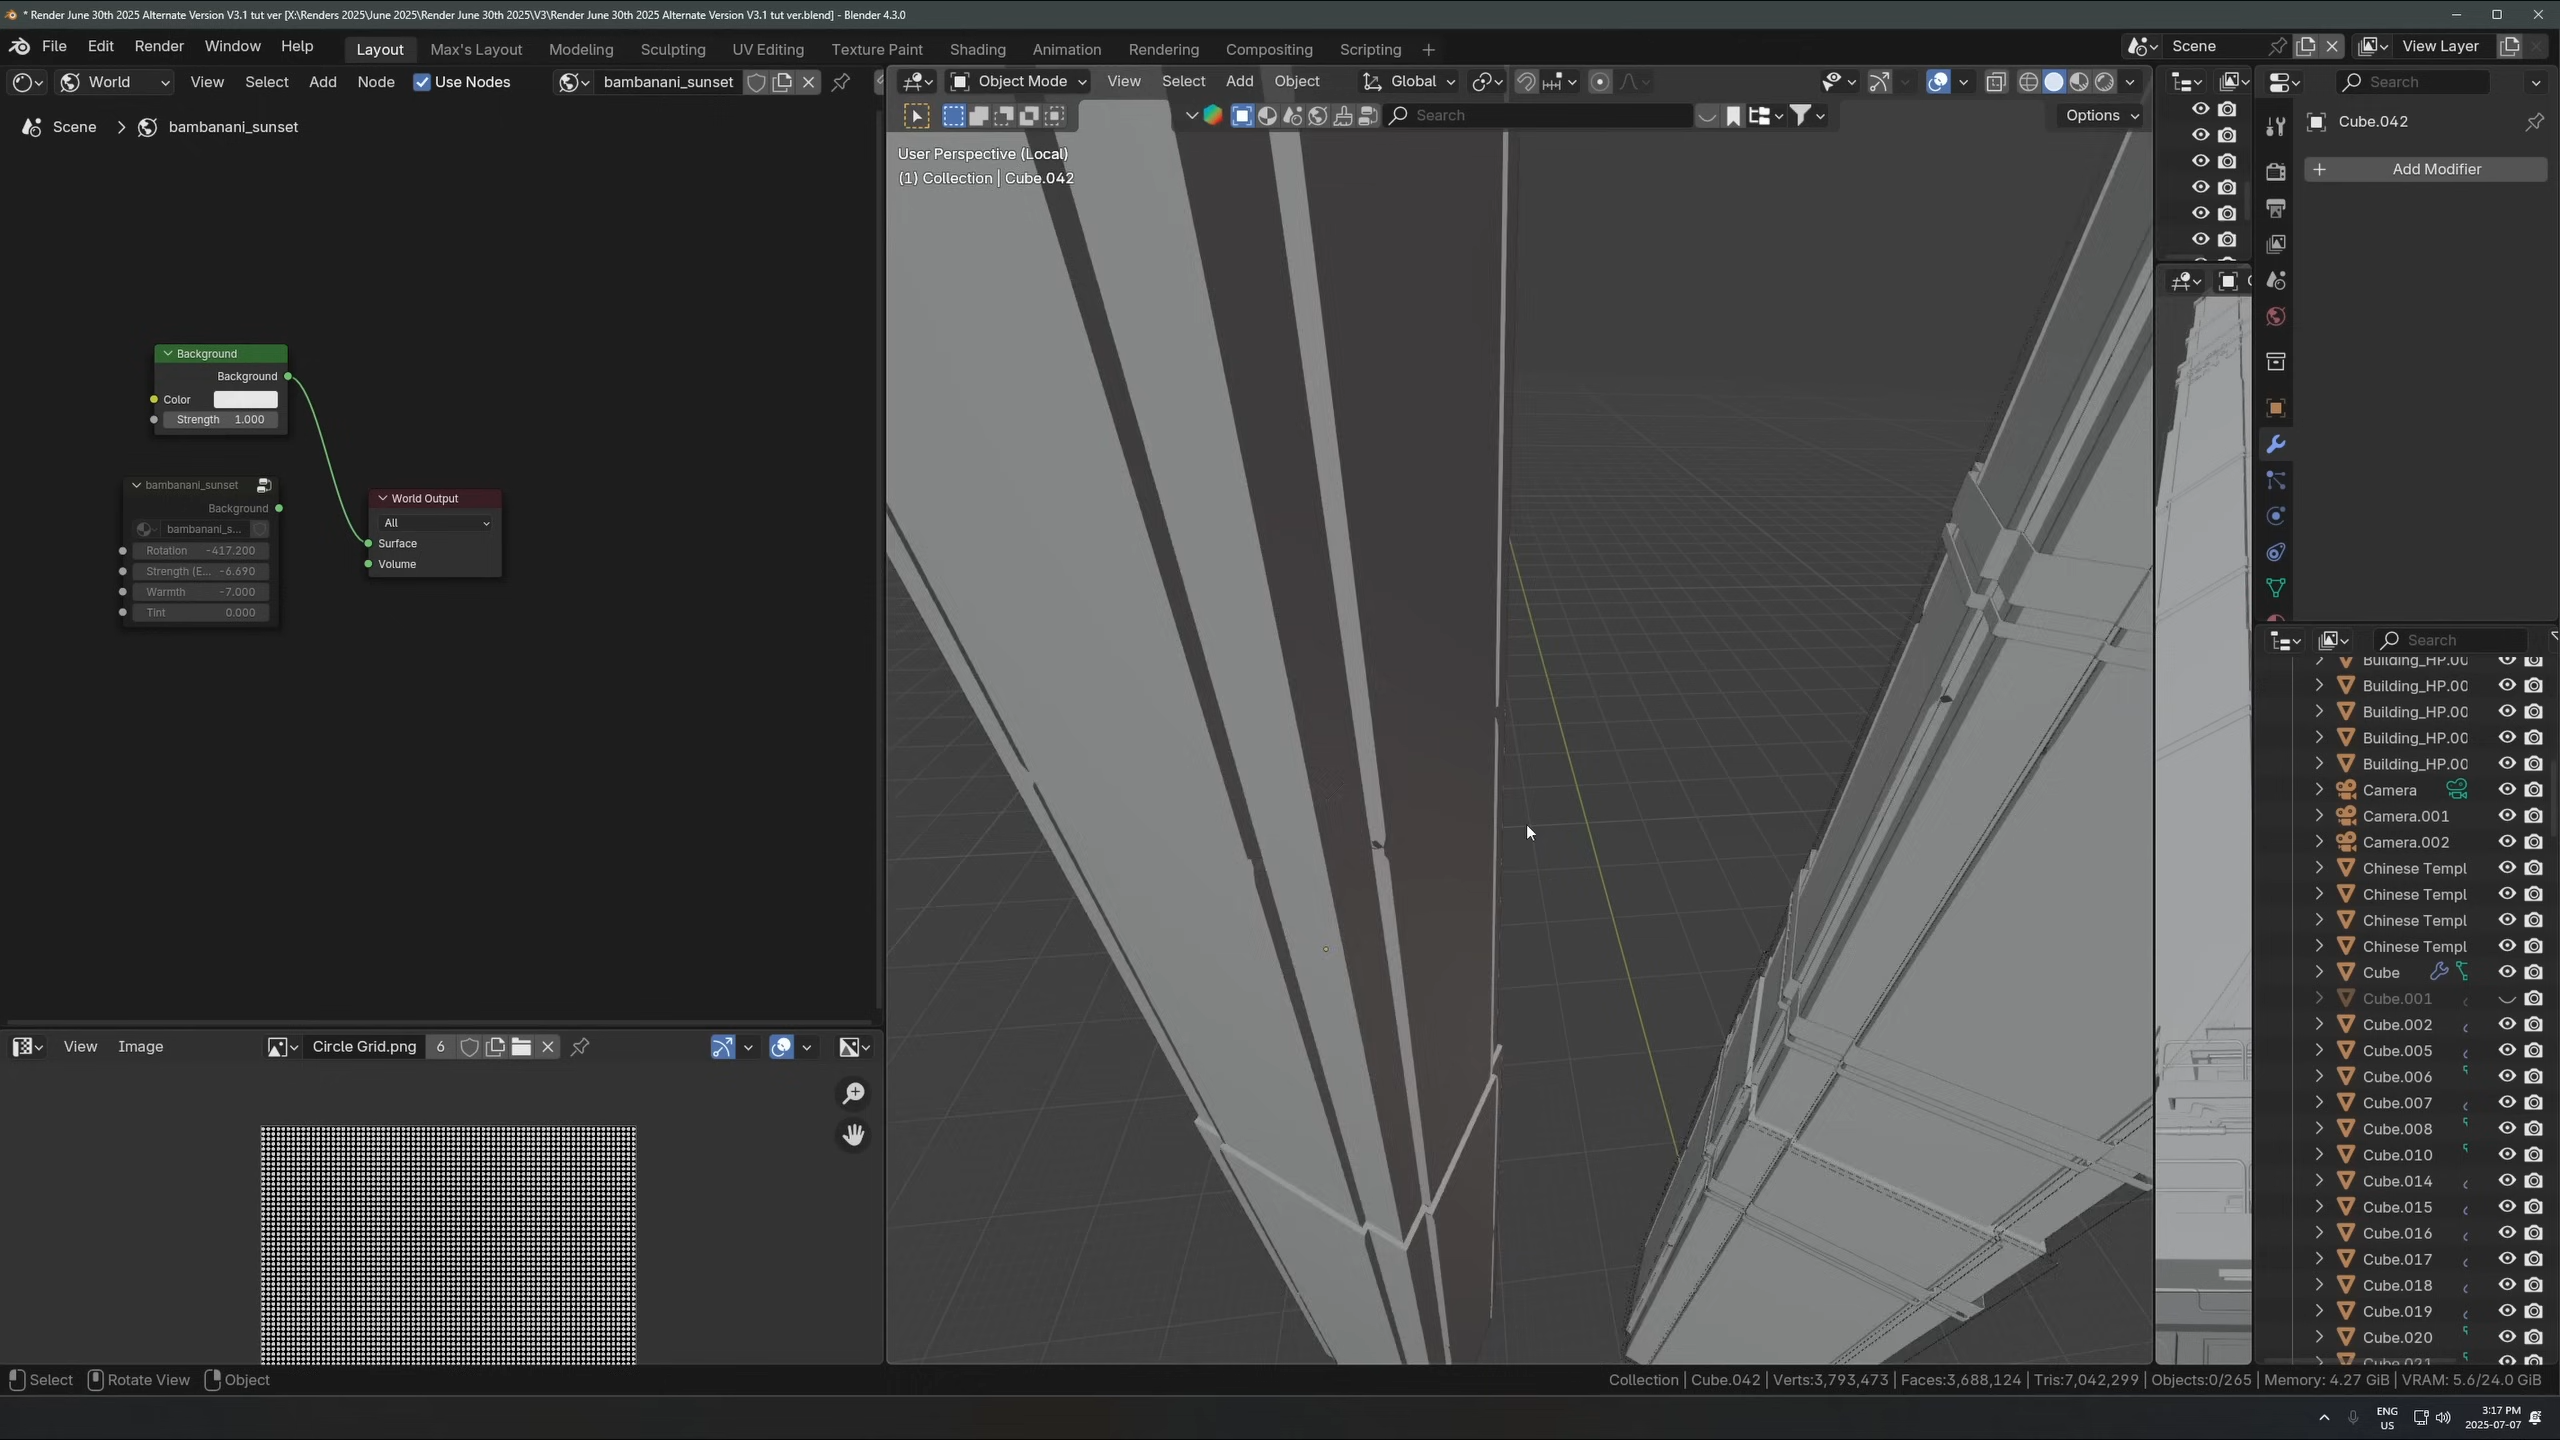 * Render June 30th 2025 Alternate Version V3.1 tut ver [X:\Renders 2025\June 2025\Render June 30th 2025\V3\Render June 30th 2025 Alternate Version V3.1 tut ver.blend] - Blender 4.3.0
File Edit Render Window Help
Layout Max's Layout Modeling Sculpting UV Editing Texture Paint Shading Animation Rendering Compositing Scripting +
Scene
View Layer
World View Select Add Node Use Nodes bambanani_sunset
Scene > bambanani_sunset
Background
Background
Color
Strength 1.000
bambanani_sunset
Background
bambanani_s...
Rotation -417.200
Strength (E... -6.690
Warmth -7.000
Tint 0.000
World Output
All
Surface
Volume
View Image Circle Grid.png 6
Object Mode View Select Add Object Global
Search
Options
User Perspective (Local)
(1) Collection | Cube.042
Search
Cube.042
+ Add Modifier
Search
Building_HP.00
Building_HP.00
Building_HP.00
Building_HP.00
Building_HP.00
Camera
Camera.001
Camera.002
Chinese Templ
Chinese Templ
Chinese Templ
Chinese Templ
Cube
Cube.001
Cube.002
Cube.005
Cube.006
Cube.007
Cube.008
Cube.010
Cube.014
Cube.015
Cube.016
Cube.017
Cube.018
Cube.019
Cube.020
Cube.021
Select Rotate View Object
Collection | Cube.042 | Verts:3,793,473 | Faces:3,688,124 | Tris:7,042,299 | Objects:0/265 | Memory: 4.27 GiB | VRAM: 5.6/24.0 GiB
ENG
US
3:17 PM
2025-07-07